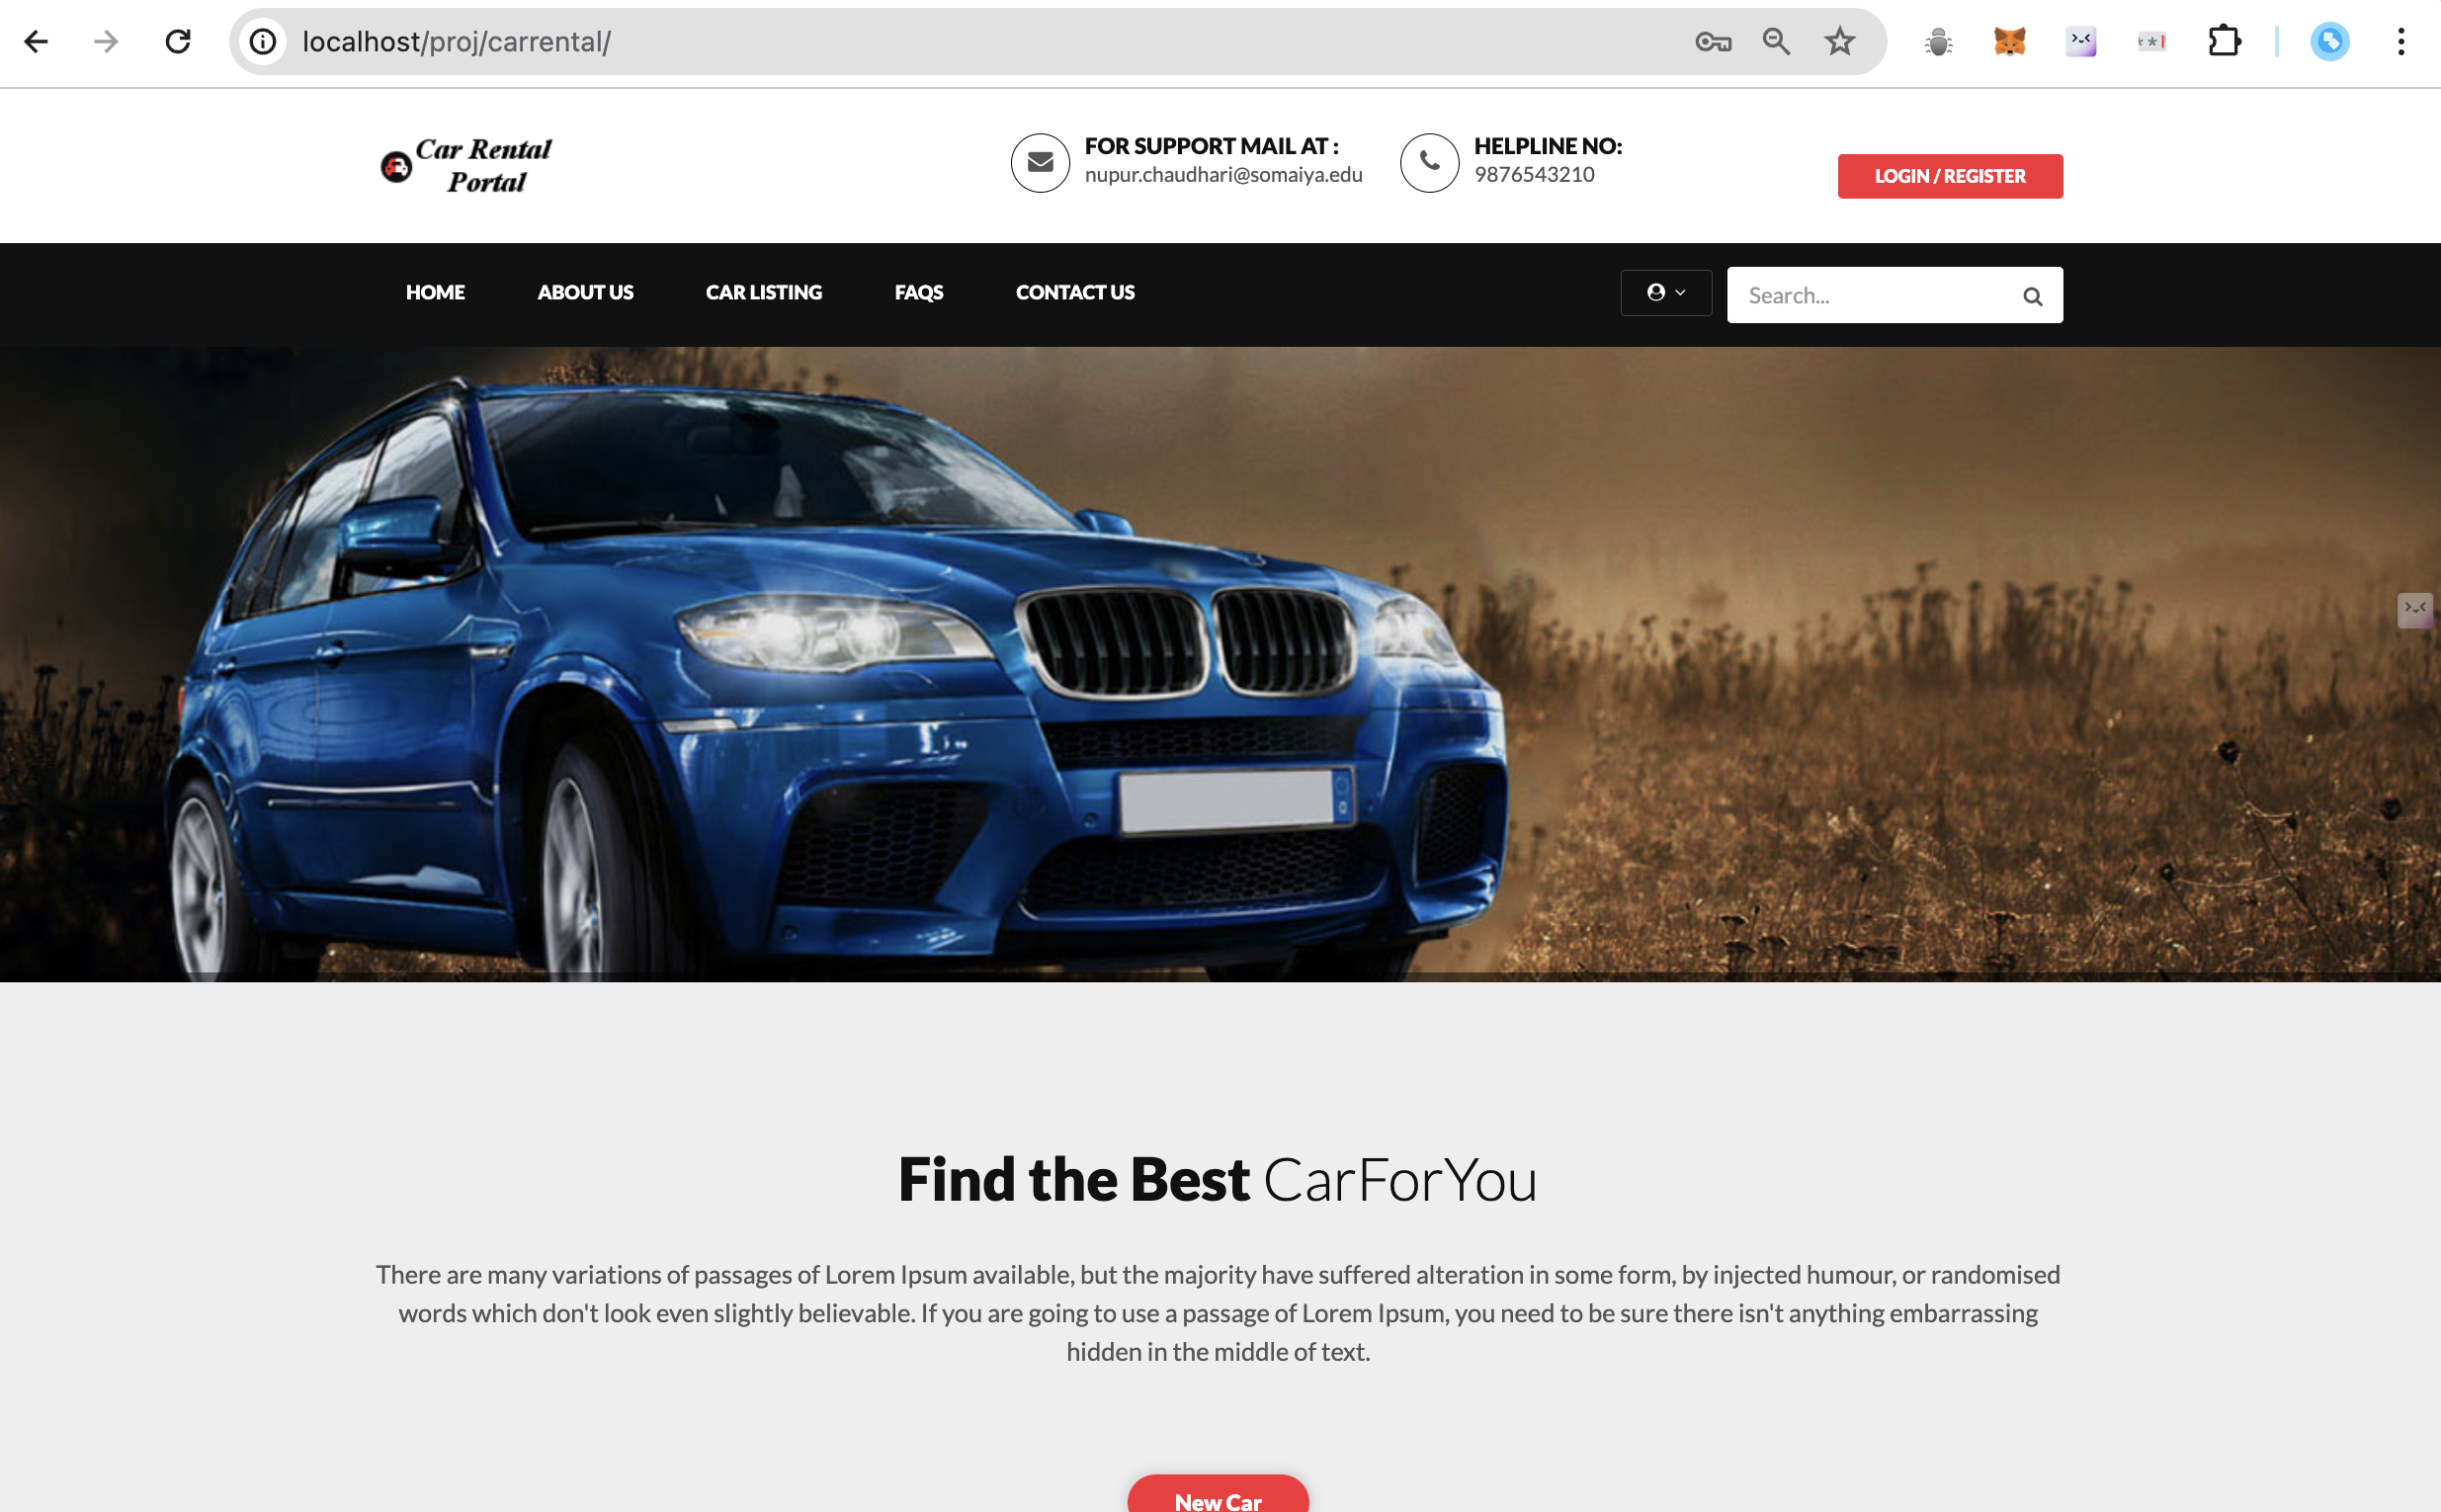 localhost/proj/carrental/
Car Rental
Portal
FOR SUPPORT MAIL AT :
nupur.chaudhari@somaiya.edu
HELPLINE NO:
9876543210
LOGIN / REGISTER
HOME ABOUT US CAR LISTING FAQS CONTACT US
Search...
Find the Best CarForYou
There are many variations of passages of Lorem Ipsum available, but the majority have suffered alteration in some form, by injected humour, or randomised
words which don't look even slightly believable. If you are going to use a passage of Lorem Ipsum, you need to be sure there isn't anything embarrassing
hidden in the middle of text.
New Car